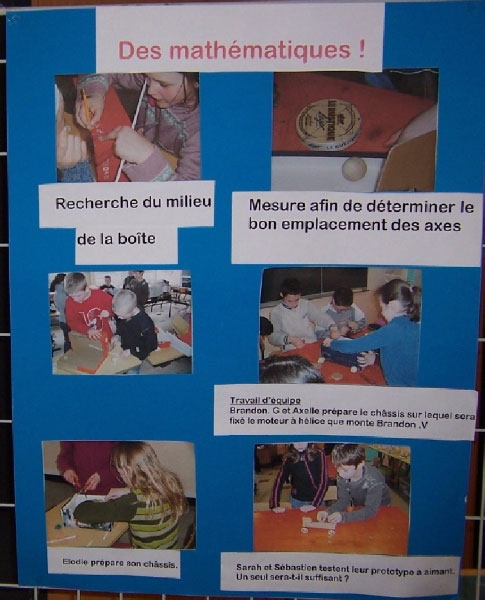 Des mathématiques !
Recherche du milieu
de la boîte
Mesure afin de déterminer le
bon emplacement des axes
Travail d'équipe
Brandon. G et Axelle prépare le châssis sur lequel sera
fixé le moteur à hélice que monte Brandon .V
Elodie prépare son châssis.
Sarah et Sébastien testent leur prototype à aimant.
Un seul sera-t-il suffisant ?